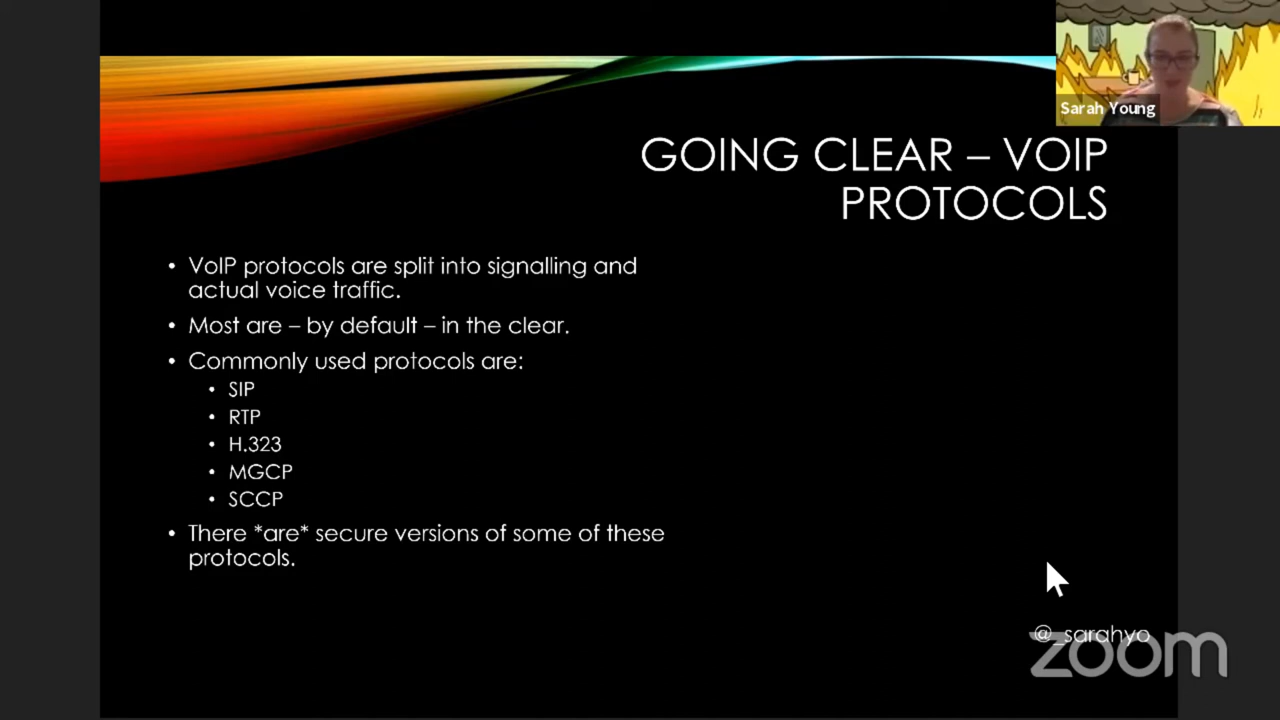 Sarah Young
GOING CLEAR – VOIP
PROTOCOLS
• VoIP protocols are split into signalling and
actual voice traffic.
• Most are – by default – in the clear.
• Commonly used protocols are:
• SIP
• RTP
• H.323
• MGCP
• SCCP
• There *are* secure versions of some of these
protocols.
@_sarahyo
zoom